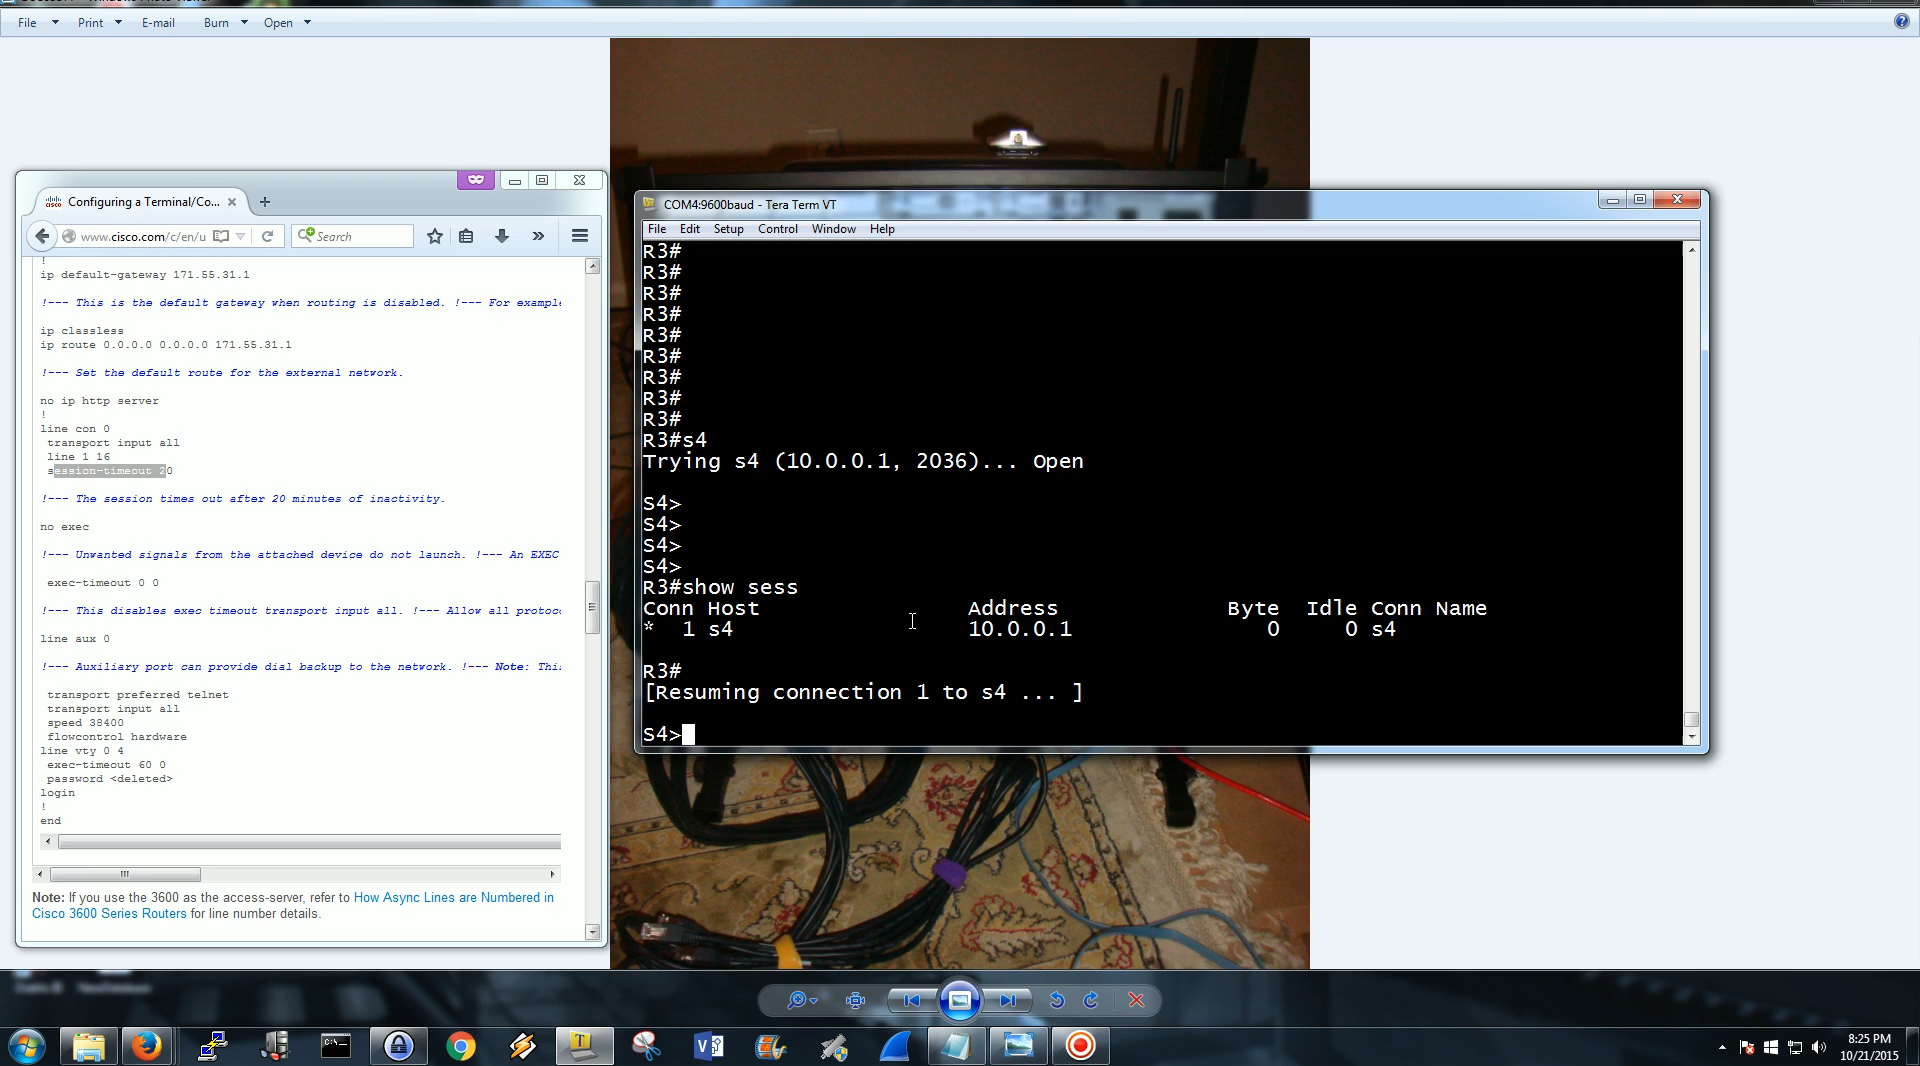 File
Print
E-mail
Burn
Open
Configuring a Terminal/Co...
www.cisco.com/c/en/u
Search
!
ip default-gateway 171.55.31.1
!--- This is the default gateway when routing is disabled. !--- For example
ip classless
ip route 0.0.0.0 0.0.0.0 171.55.31.1
!--- Set the default route for the external network.
no ip http server
!
line con 0
transport input all
line 1 16
session-timeout 20
!--- The session times out after 20 minutes of inactivity.
no exec
!--- Unwanted signals from the attached device do not launch. !--- An EXEC
exec-timeout 0 0
!--- This disables exec timeout transport input all. !--- Allow all protoc
line aux 0
!--- Auxiliary port can provide dial backup to the network. !--- Note: Thi
transport preferred telnet
transport input all
speed 38400
flowcontrol hardware
line vty 0 4
exec-timeout 60 0
password <deleted>
login
!
end
Note: If you use the 3600 as the access-server, refer to How Async Lines are Numbered in
Cisco 3600 Series Routers for line number details.
COM4:9600baud - Tera Term VT
File Edit Setup Control Window Help
R3#
R3#
R3#
R3#
R3#
R3#
R3#
R3#
R3#
R3#s4
Trying s4 (10.0.0.1, 2036)... Open
S4>
S4>
S4>
S4>
R3#show sess
Conn Host Address Byte Idle Conn Name
* 1 s4 10.0.0.1 0 0 s4
R3#
[Resuming connection 1 to s4 ... ]
S4>
8:25 PM
10/21/2015